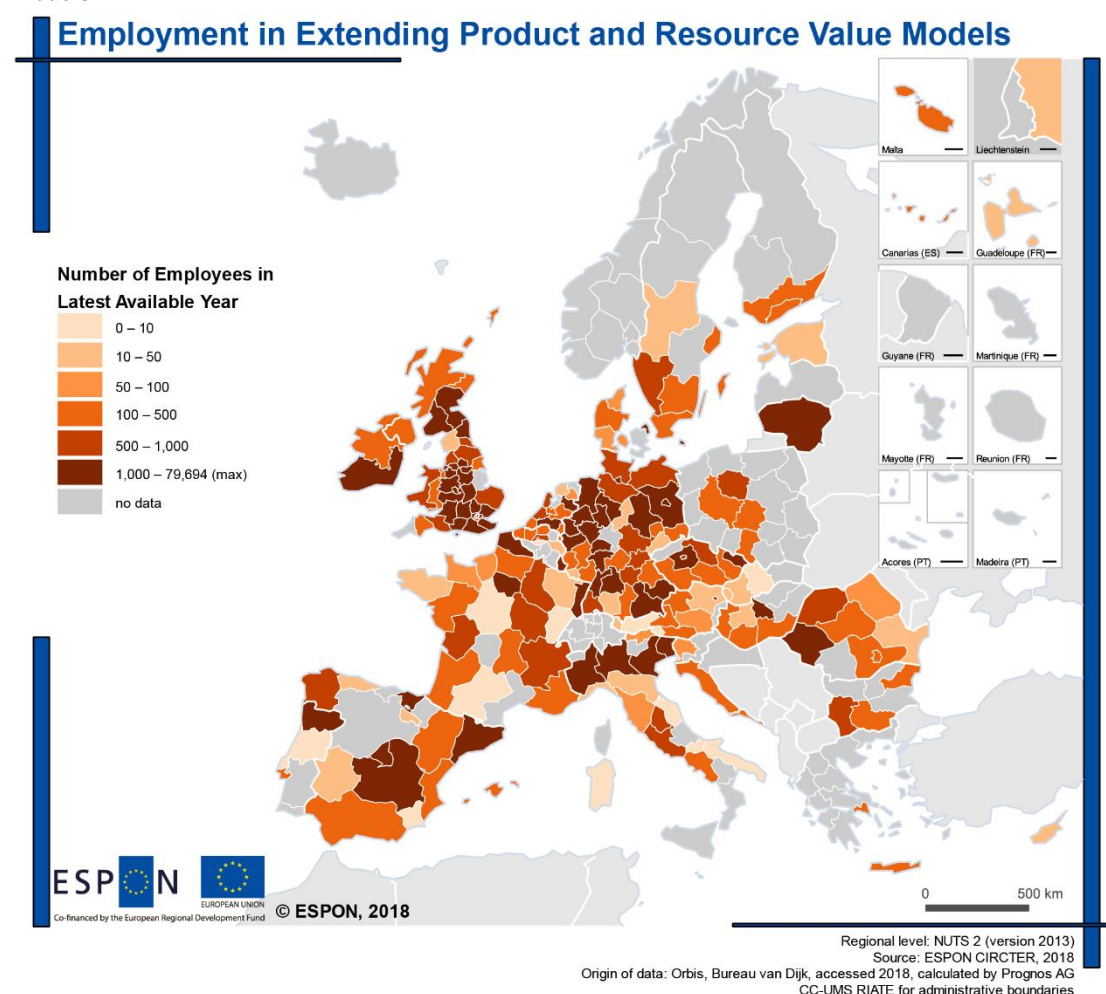 Employment in Extending Product and Resource Value Models
Malta
Liechtenstein
Canarias (ES)
Guadeloupe (FR)
Guyane (FR)
Martinique (FR)
Mayotte (FR)
Reunion (FR)
Acores (PT)
Madeira (PT)
Number of Employees in
Latest Available Year
0 – 10
10 – 50
50 – 100
100 – 500
500 – 1,000
1,000 – 79,694 (max)
no data
ESPON
EUROPEAN UNION
Co-financed by the European Regional Development Fund
© ESPON, 2018
0 500 km
Regional level: NUTS 2 (version 2013)
Source: ESPON CIRCTER, 2018
Origin of data: Orbis, Bureau van Dijk, accessed 2018, calculated by Prognos AG
CC-UMS RIATE for administrative boundaries